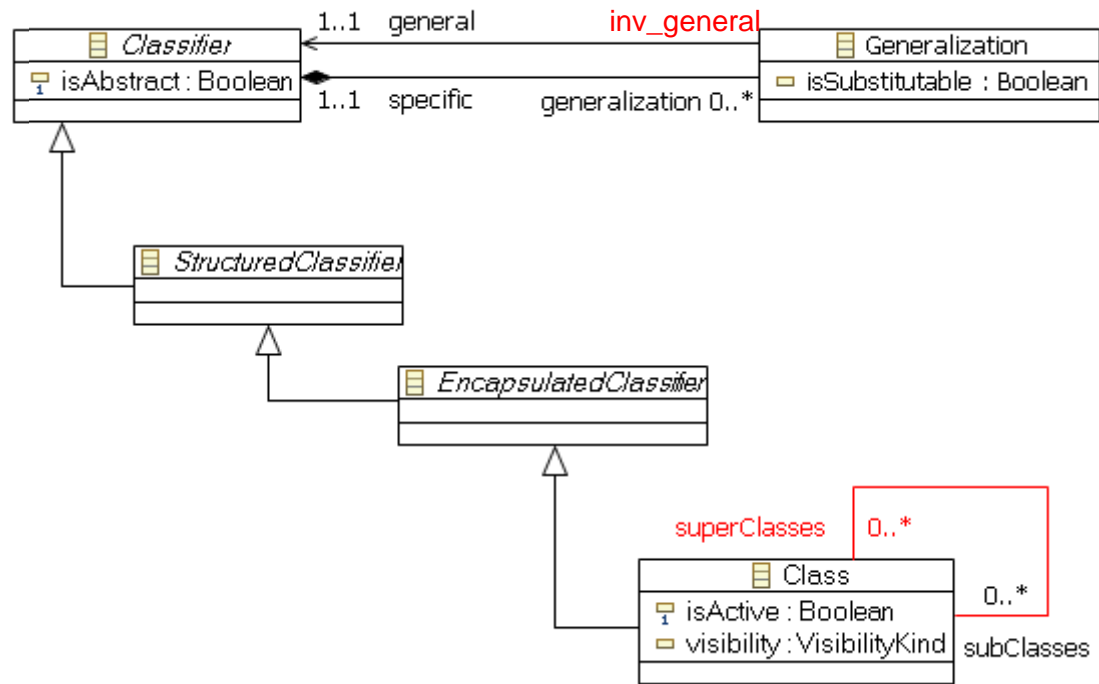 1..1 general inv_general
Classifier
Generalization
isAbstract : Boolean
isSubstitutable : Boolean
1..1 specific generalization 0..*
StructuredClassifier
EncapsulatedClassifier
superClasses 0..*
Class
0..*
1 isActive : Boolean
visibility : VisibilityKind
subClasses